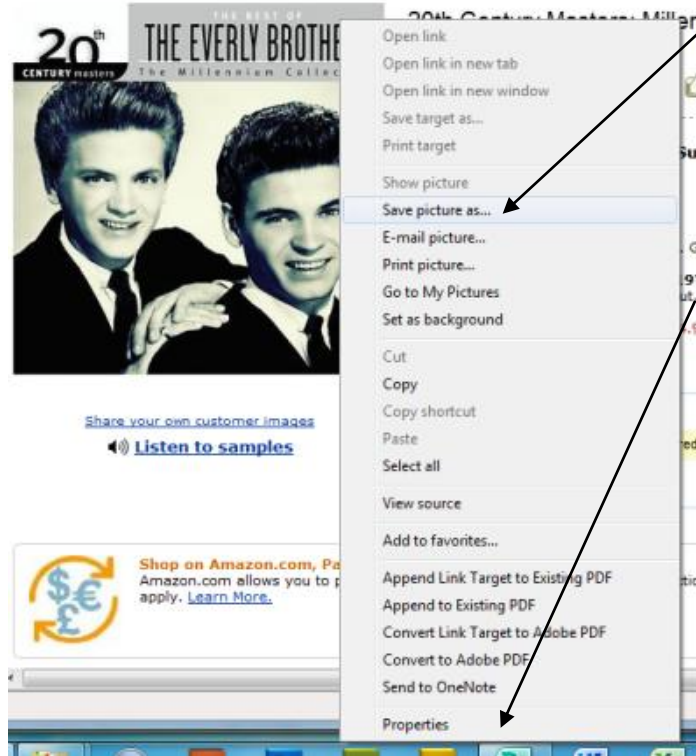 THE BEST OF
20th
CENTURY masters
THE EVERLY BROTHE
The Millennium Collec
20th Century Masters: Miller
Open link
Open link in new tab
Open link in new window
Save target as...
Print target
Show picture
Save picture as...
E-mail picture...
Print picture...
Go to My Pictures
Set as background
Cut
Copy
Copy shortcut
Paste
Select all
View source
Add to favorites...
Append Link Target to Existing PDF
Append to Existing PDF
Convert Link Target to Adobe PDF
Convert to Adobe PDF
Send to OneNote
Properties
Share your own customer images
Listen to samples
$€£
Shop on Amazon.com, Pa
Amazon.com allows you to p
apply. Learn More.